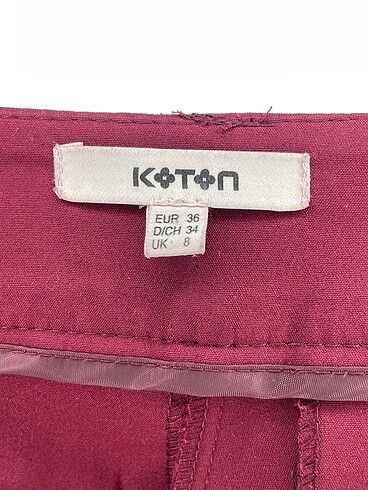 KOTON
EUR 36
D/CH 34
UK 8